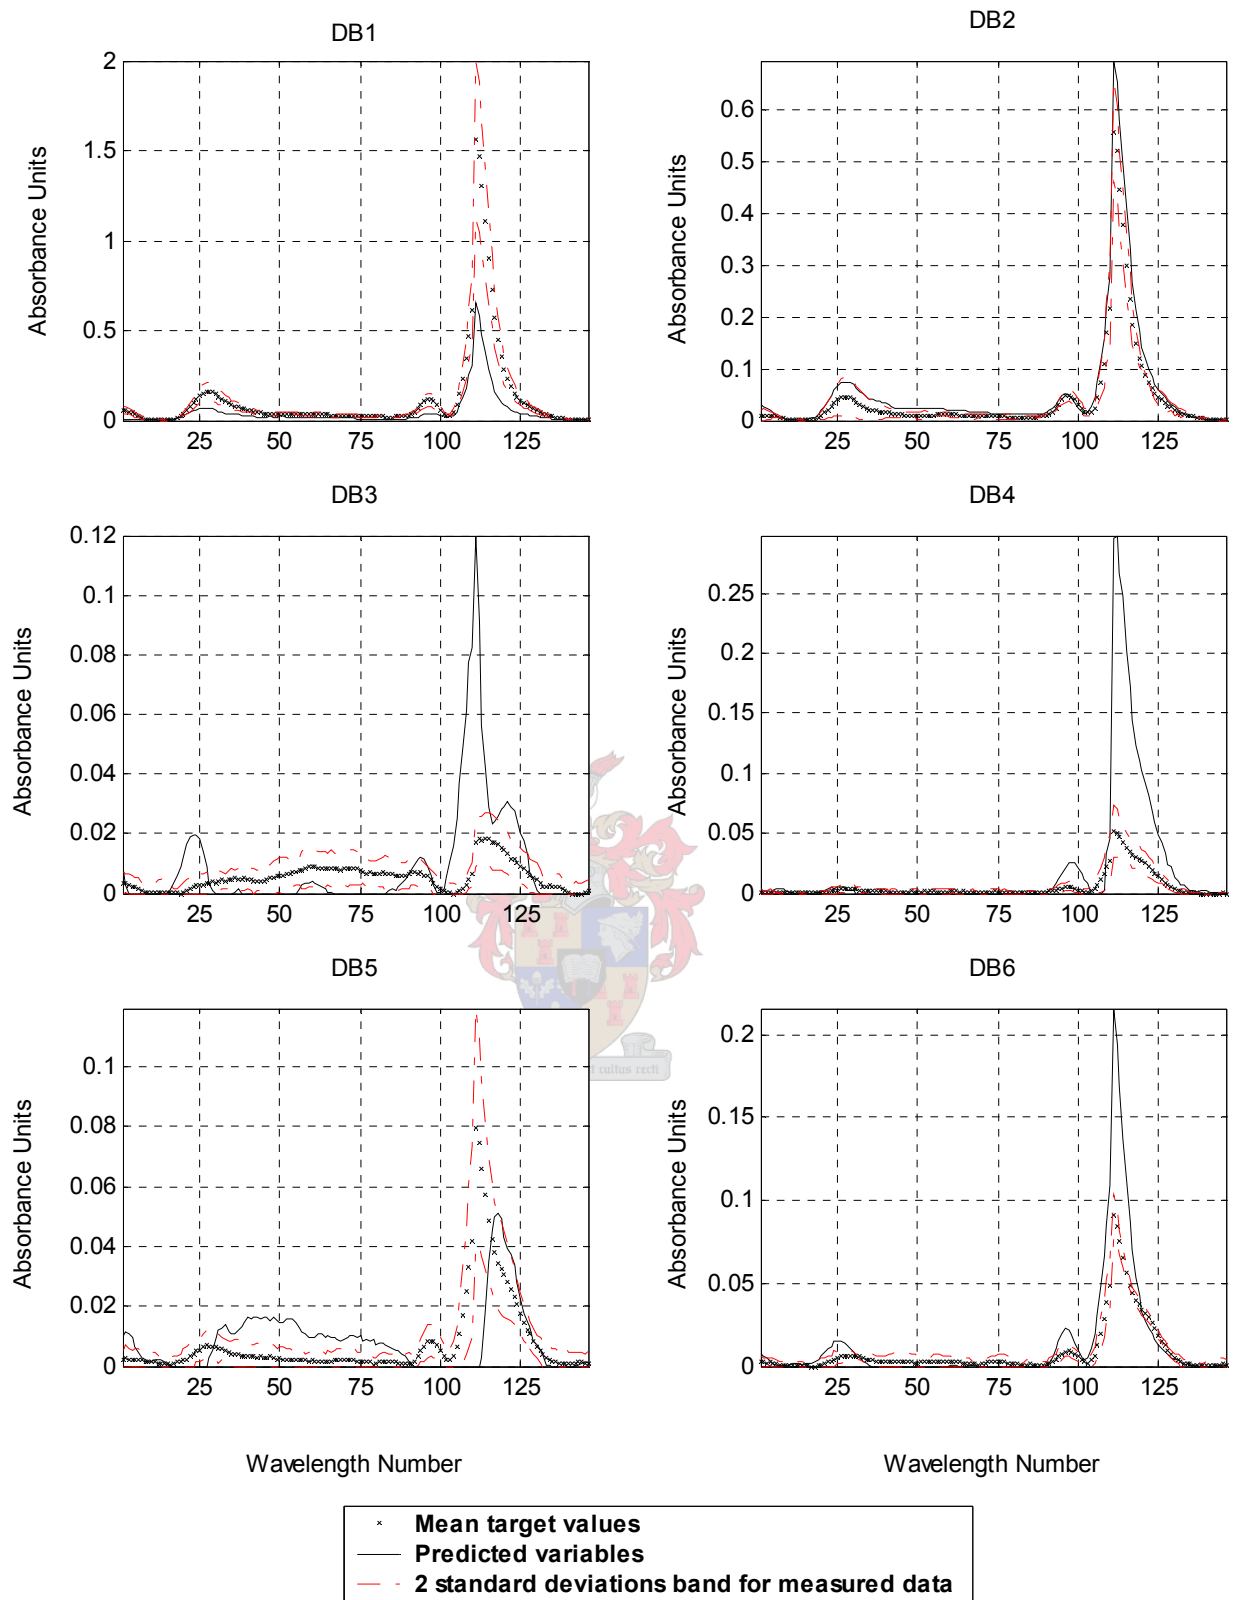 DB1
DB2
Absorbance Units
2
1.5
1
0.5
0
25 50 75 100 125
Absorbance Units
0.6
0.5
0.4
0.3
0.2
0.1
0
25 50 75 100 125
DB3
DB4
Absorbance Units
0.12
0.1
0.08
0.06
0.04
0.02
0
25 50 75 100 125
Absorbance Units
0.25
0.2
0.15
0.1
0.05
0
25 50 75 100 125
DB5
DB6
Absorbance Units
0.1
0.08
0.06
0.04
0.02
0
25 50 75 100 125
Absorbance Units
0.2
0.15
0.1
0.05
0
25 50 75 100 125
cultus recti
Wavelength Number
Wavelength Number
Mean target values
Predicted variables
2 standard deviations band for measured data